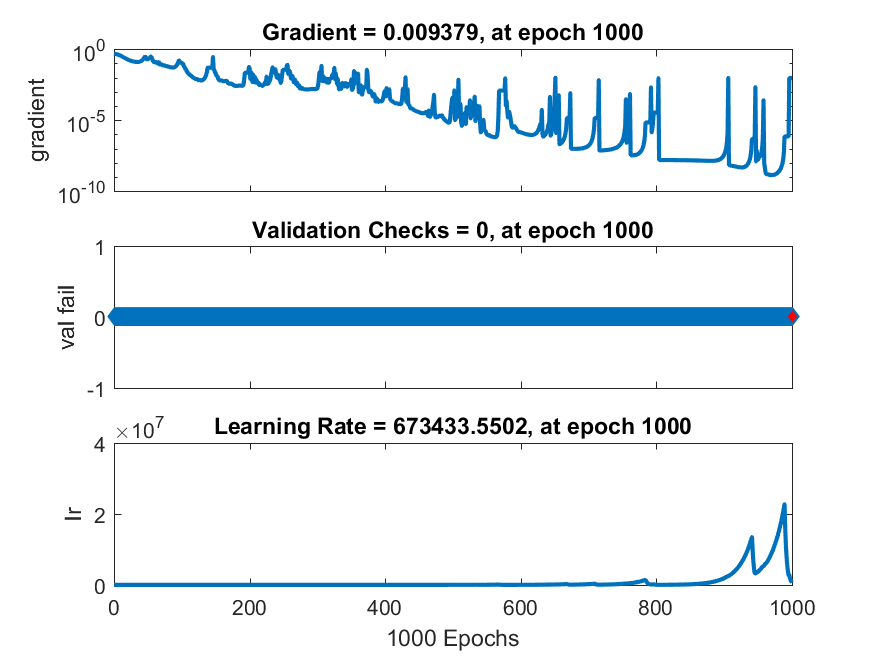 Gradient = 0.009379, at epoch 1000
10^0
10^-5
10^-10
gradient
Validation Checks = 0, at epoch 1000
1
0
-1
val fail
Learning Rate = 673433.5502, at epoch 1000
×10^7
4
2
0
lr
0 200 400 600 800 1000
1000 Epochs